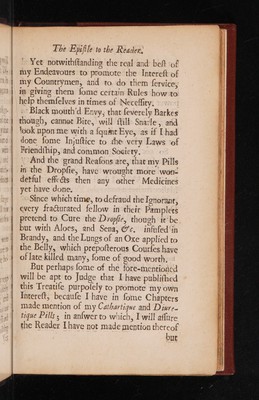 The Epistle to the Reader.
Yet notwithstanding the real and best of
my Endeavours to promote the Interest of
my Countrymen, and to do them service,
in giving them some certain Rules how to
help themselves in times of Necessity.
Black mouth'd Envy, that severely Barkes
though, cannot Bite, will still Snarle, and
look upon me with a squint Eye, as if I had
done some Injustice to the very Laws of
Friendship, and common Society.
And the grand Reasons are, that my Pills
in the Dropsie, have wrought more won-
derful effects then any other Medicines
yet have done.
Since which time, to defraud the Ignorant,
every fracturated fellow in their Pamplets
pretend to Cure the Dropsie, though it be
but with Aloes, and Sena, &c. infused in
Brandy, and the Lungs of an Oxe applied to
the Belly, which preposterous Courses have
of late killed many, some of good worth.
But perhaps some of the fore-mentioned
will be apt to Judge that I have published
this Treatise purposely to promote my own
Interest, because I have in some Chapters
made mention of my Cathartique and Diure-
tique Pills; in answer to which, I will assure
the Reader I have not made mention thereof
but